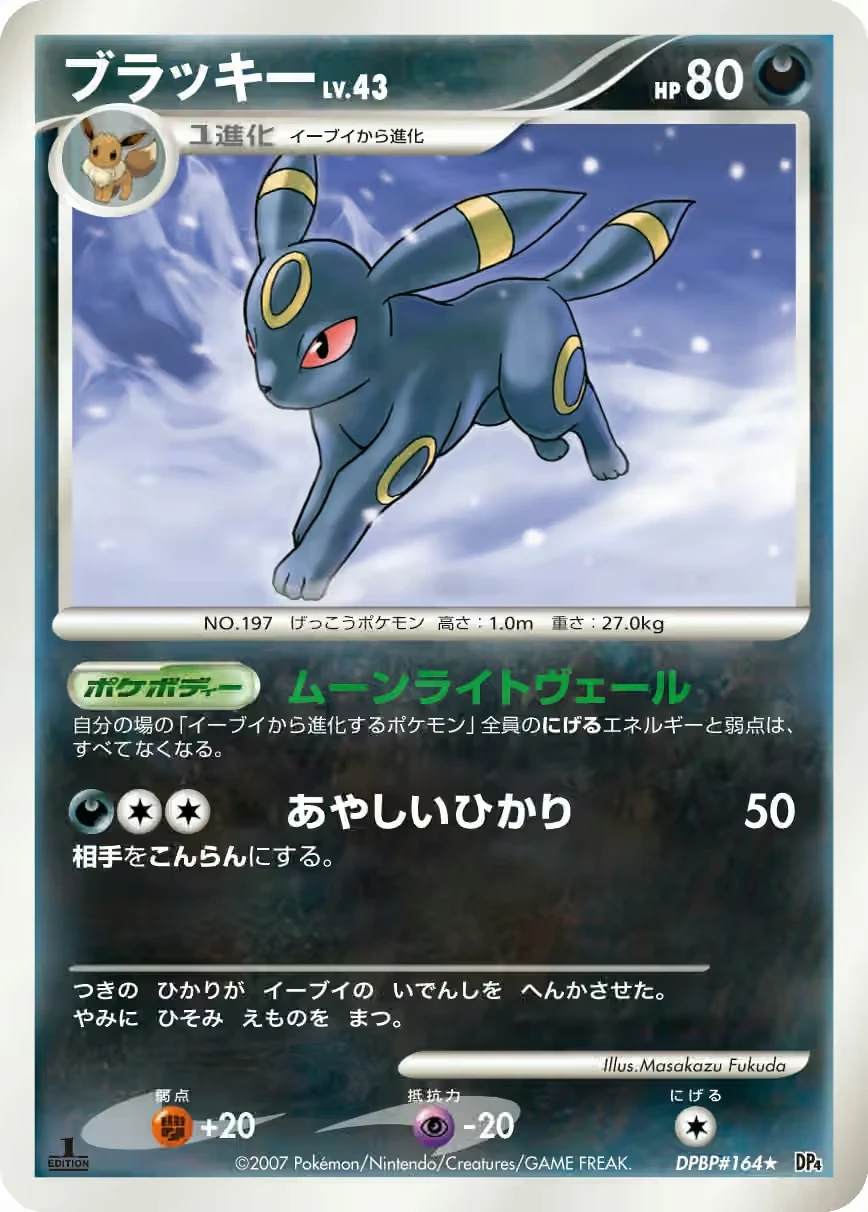 ブラッキー LV.43 HP 80
1進化 イーブイから進化
NO.197 げっこうポケモン 高さ：1.0m 重さ：27.0kg
ポケボディー ムーンライトヴェール
自分の場の「イーブイから進化するポケモン」全員のにげるエネルギーと弱点は、
すべてなくなる。
あやしいひかり 50
相手をこんらんにする。
つきの ひかりが イーブイの いでんしを へんかさせた。
やみに ひそみ えものを まつ。
Illus.Masakazu Fukuda
弱点 抵抗力 にげる
+20 -20
1 EDITION
©2007 Pokémon/Nintendo/Creatures/GAME FREAK. DPBP#164★ DP4